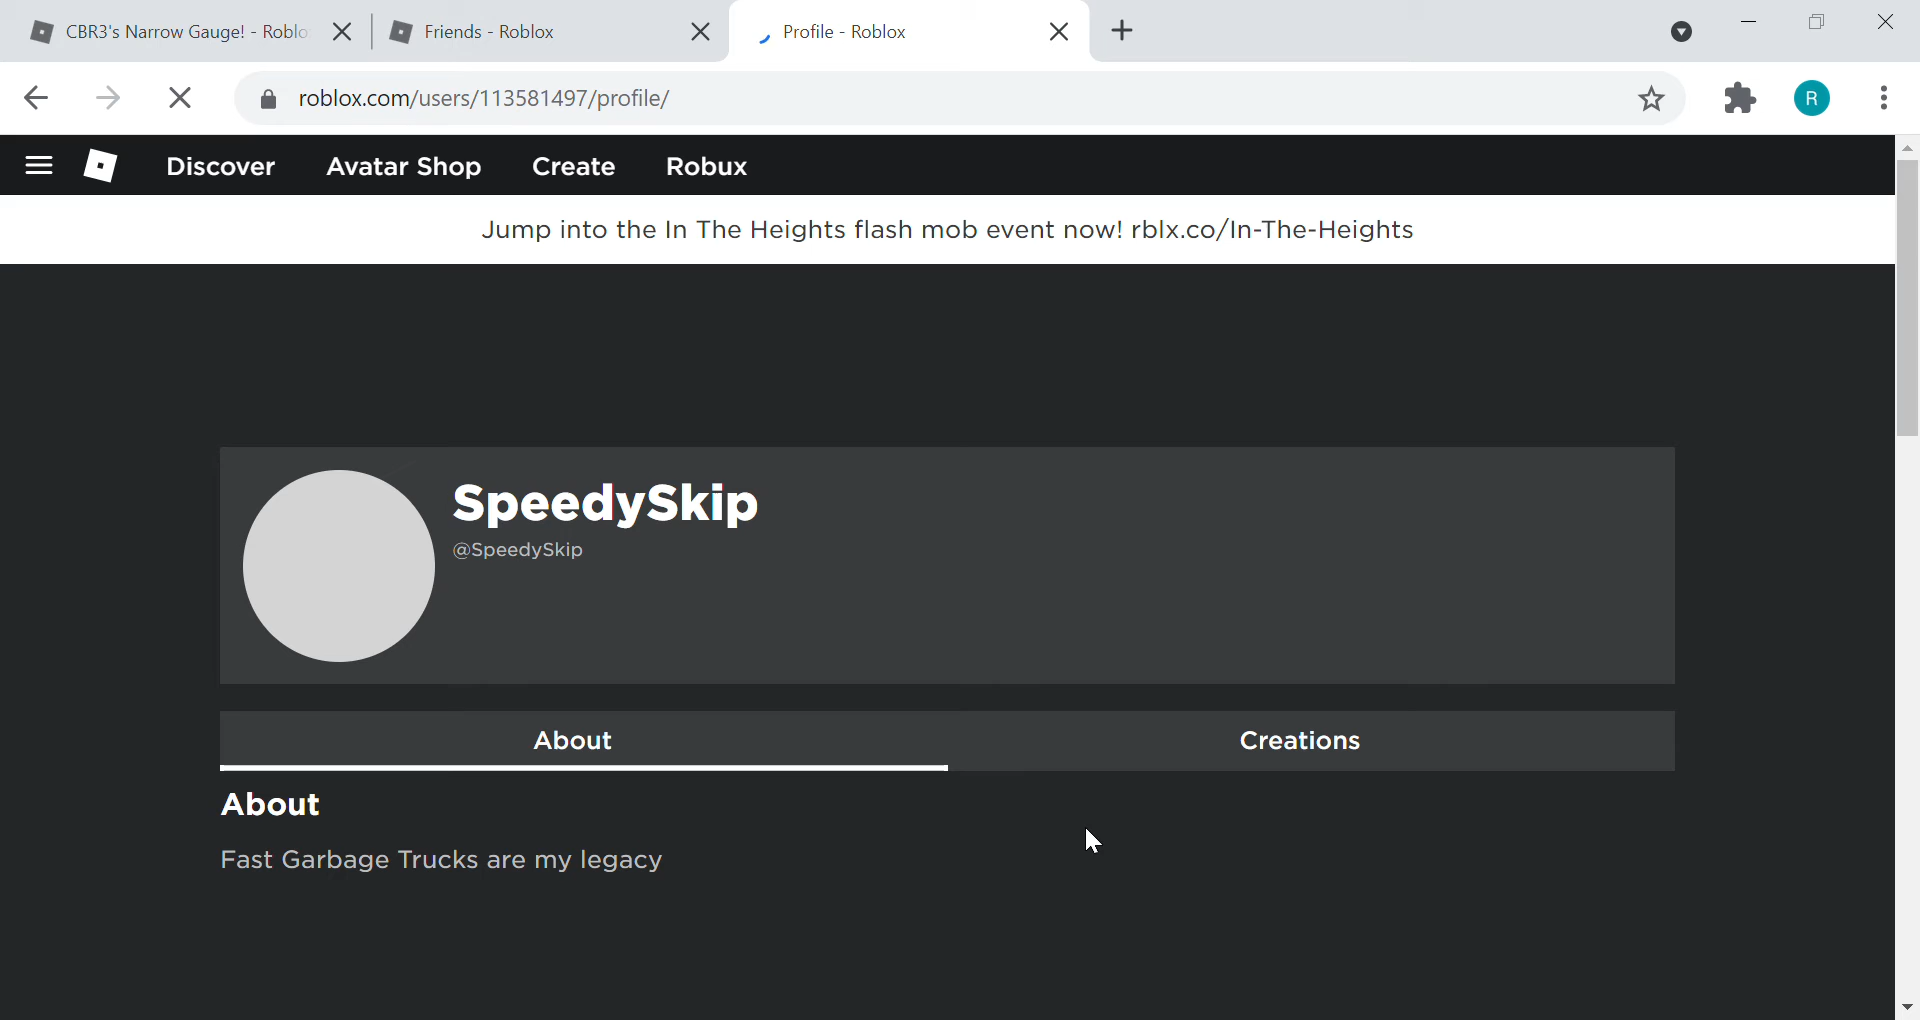 CBR3's Narrow Gauge! - Roblo
Friends - Roblox
Profile - Roblox
roblox.com/users/113581497/profile/
R
Discover
Avatar Shop
Create
Robux
Jump into the In The Heights flash mob event now! rblx.co/In-The-Heights
SpeedySkip
@SpeedySkip
About
Creations
About
Fast Garbage Trucks are my legacy